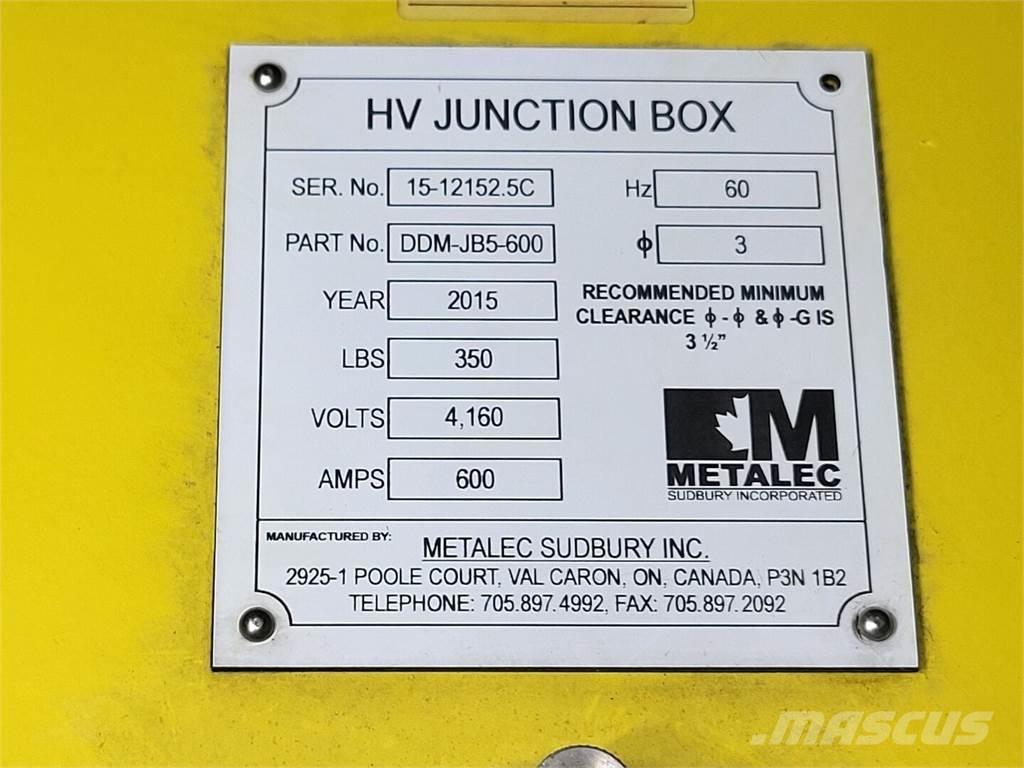 HV JUNCTION BOX
SER. No. 15-12152.5C
Hz 60
PART No. DDM-JB5-600
ϕ 3
YEAR 2015
RECOMMENDED MINIMUM
CLEARANCE ϕ - ϕ & ϕ -G IS
3 ½"
LBS 350
VOLTS 4,160
AMPS 600
M
METALEC
SUDBURY INCORPORATED
MANUFACTURED BY: METALEC SUDBURY INC.
2925-1 POOLE COURT, VAL CARON, ON, CANADA, P3N 1B2
TELEPHONE: 705.897.4992, FAX: 705.897.2092
MASCUS